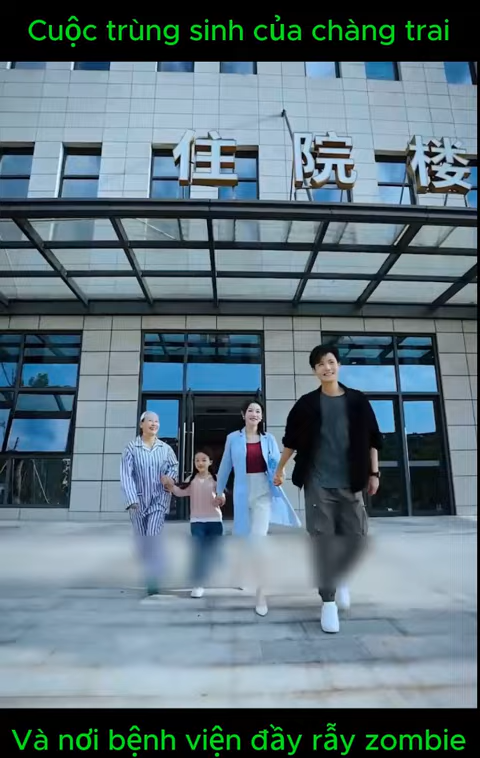 Cuộc trùng sinh của chàng trai
住院楼
Và nơi bệnh viện đầy rẫy zombie